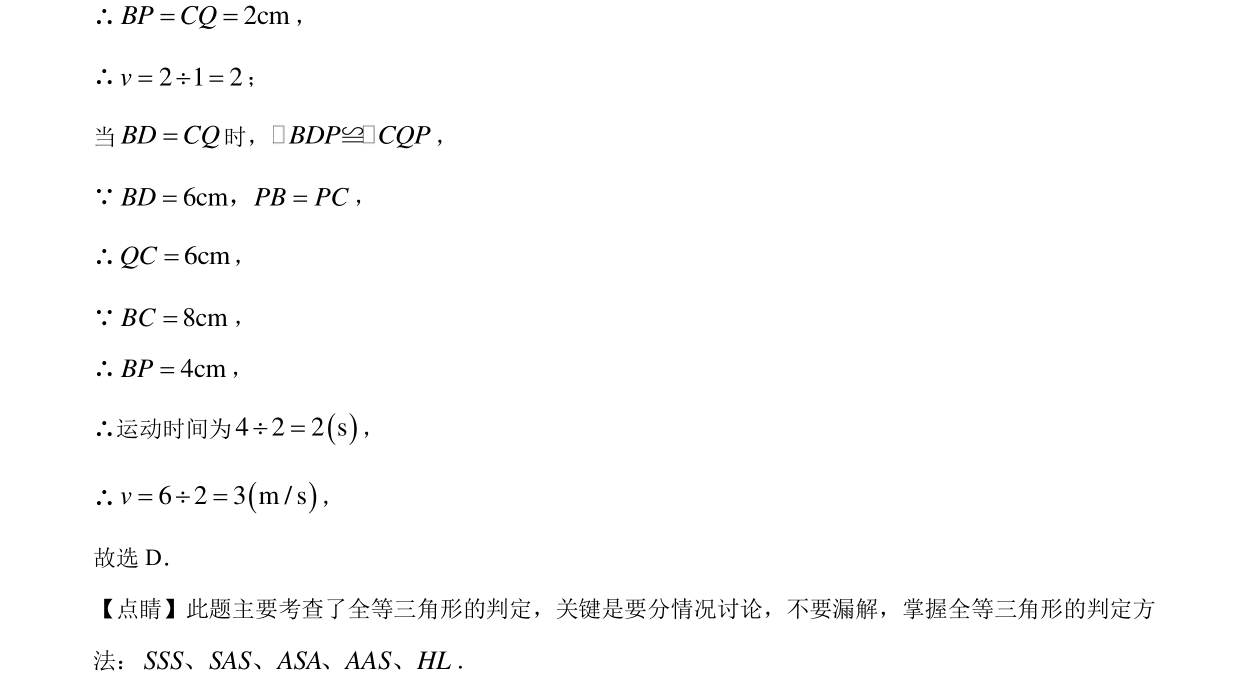 ∴BP=CQ=2cm，
∴v=2÷1=2；
当BD=CQ时，□BDP≌□CQP，
∵BD=6cm，PB=PC，
∴QC=6cm，
∵BC=8cm，
∴BP=4cm，
∴运动时间为4÷2=2(s)，
∴v=6÷2=3(m/s)，
故选 D．
【点睛】此题主要考查了全等三角形的判定，关键是要分情况讨论，不要漏解，掌握全等三角形的判定方
法：SSS、SAS、ASA、AAS、HL．